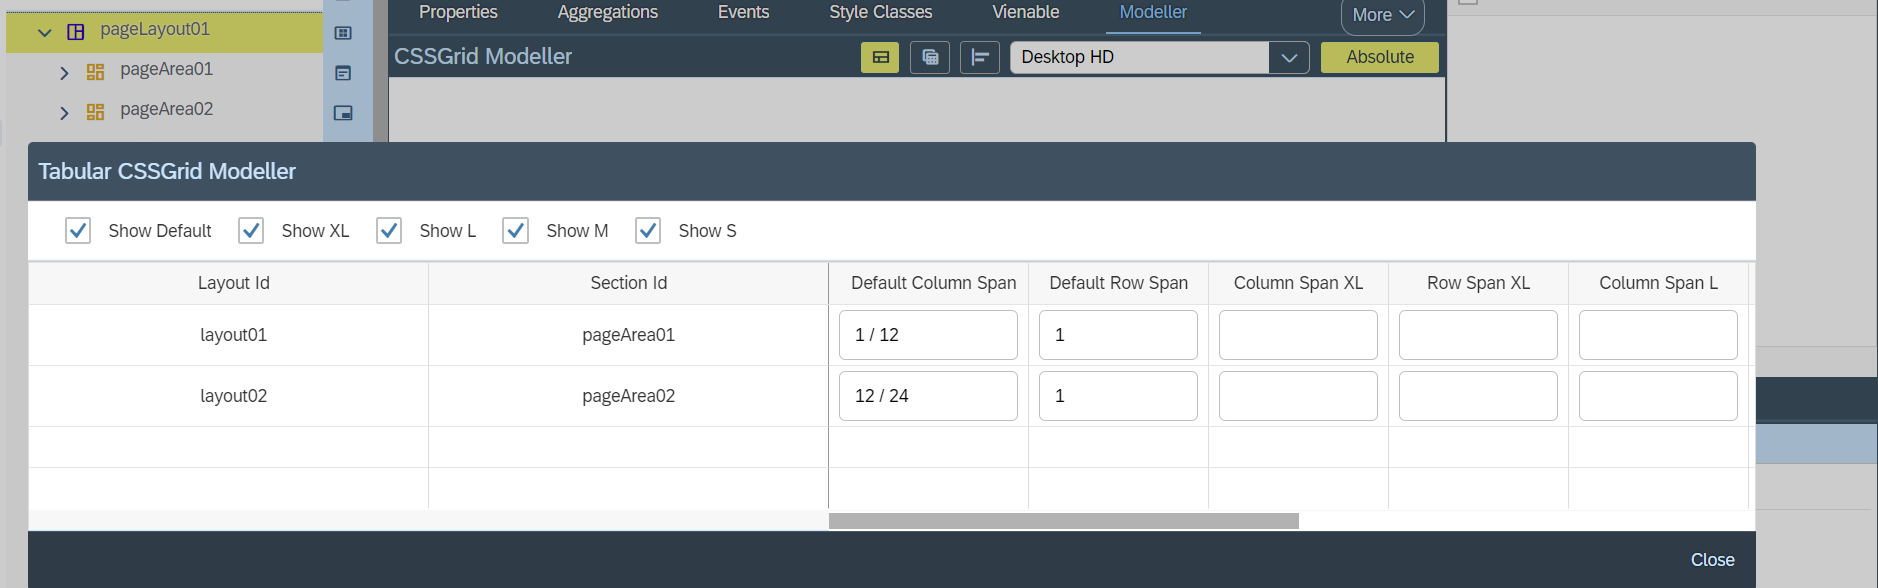 Properties Aggregations Events Style Classes Vienable Modeller More
pageLayout01
CSSGrid Modeller Desktop HD Absolute
pageArea01
pageArea02
Tabular CSSGrid Modeller
Show Default Show XL Show L Show M Show S
Layout Id Section Id Default Column Span Default Row Span Column Span XL Row Span XL Column Span L
layout01 pageArea01 1 / 12 1
layout02 pageArea02 12 / 24 1
Close